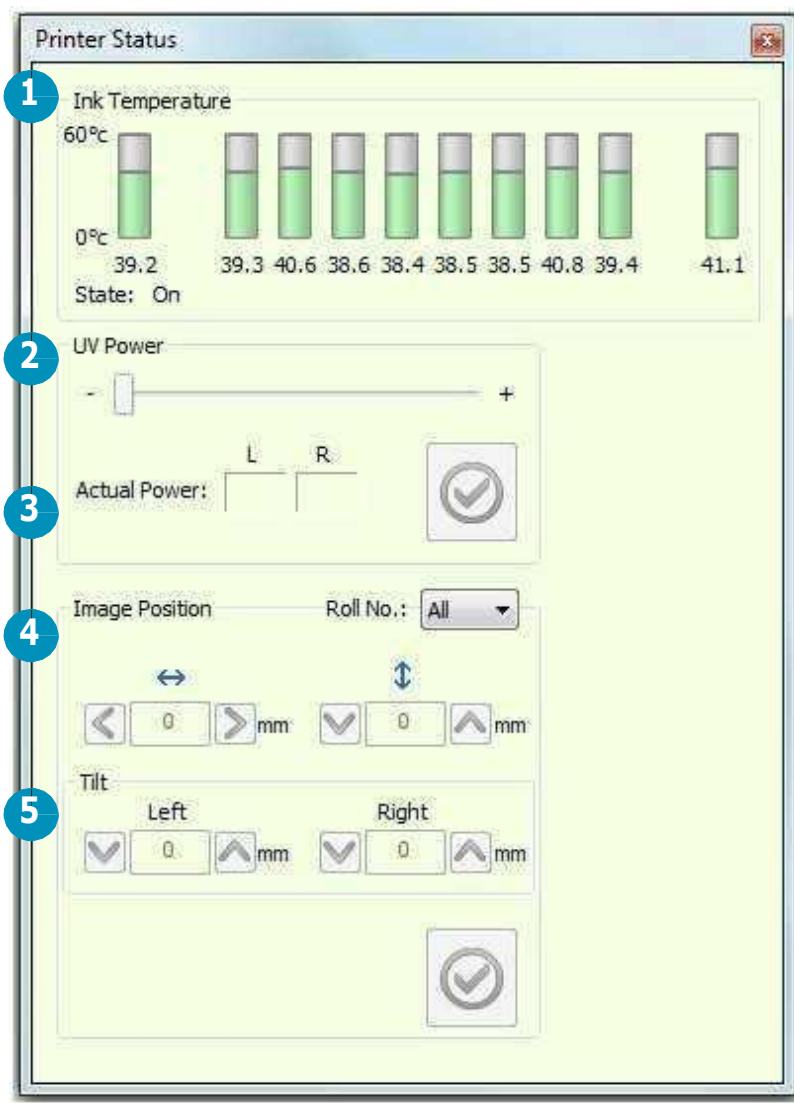 Printer Status
1
Ink Temperature
60°c
0°c
39.2 39.3 40.6 38.6 38.4 38.5 38.5 40.8 39.4 41.1
State: On
2
UV Power
- +
L R
Actual Power:
3
Image Position Roll No.: All
4
0 mm 0 mm
Tilt
5
Left Right
0 mm 0 mm